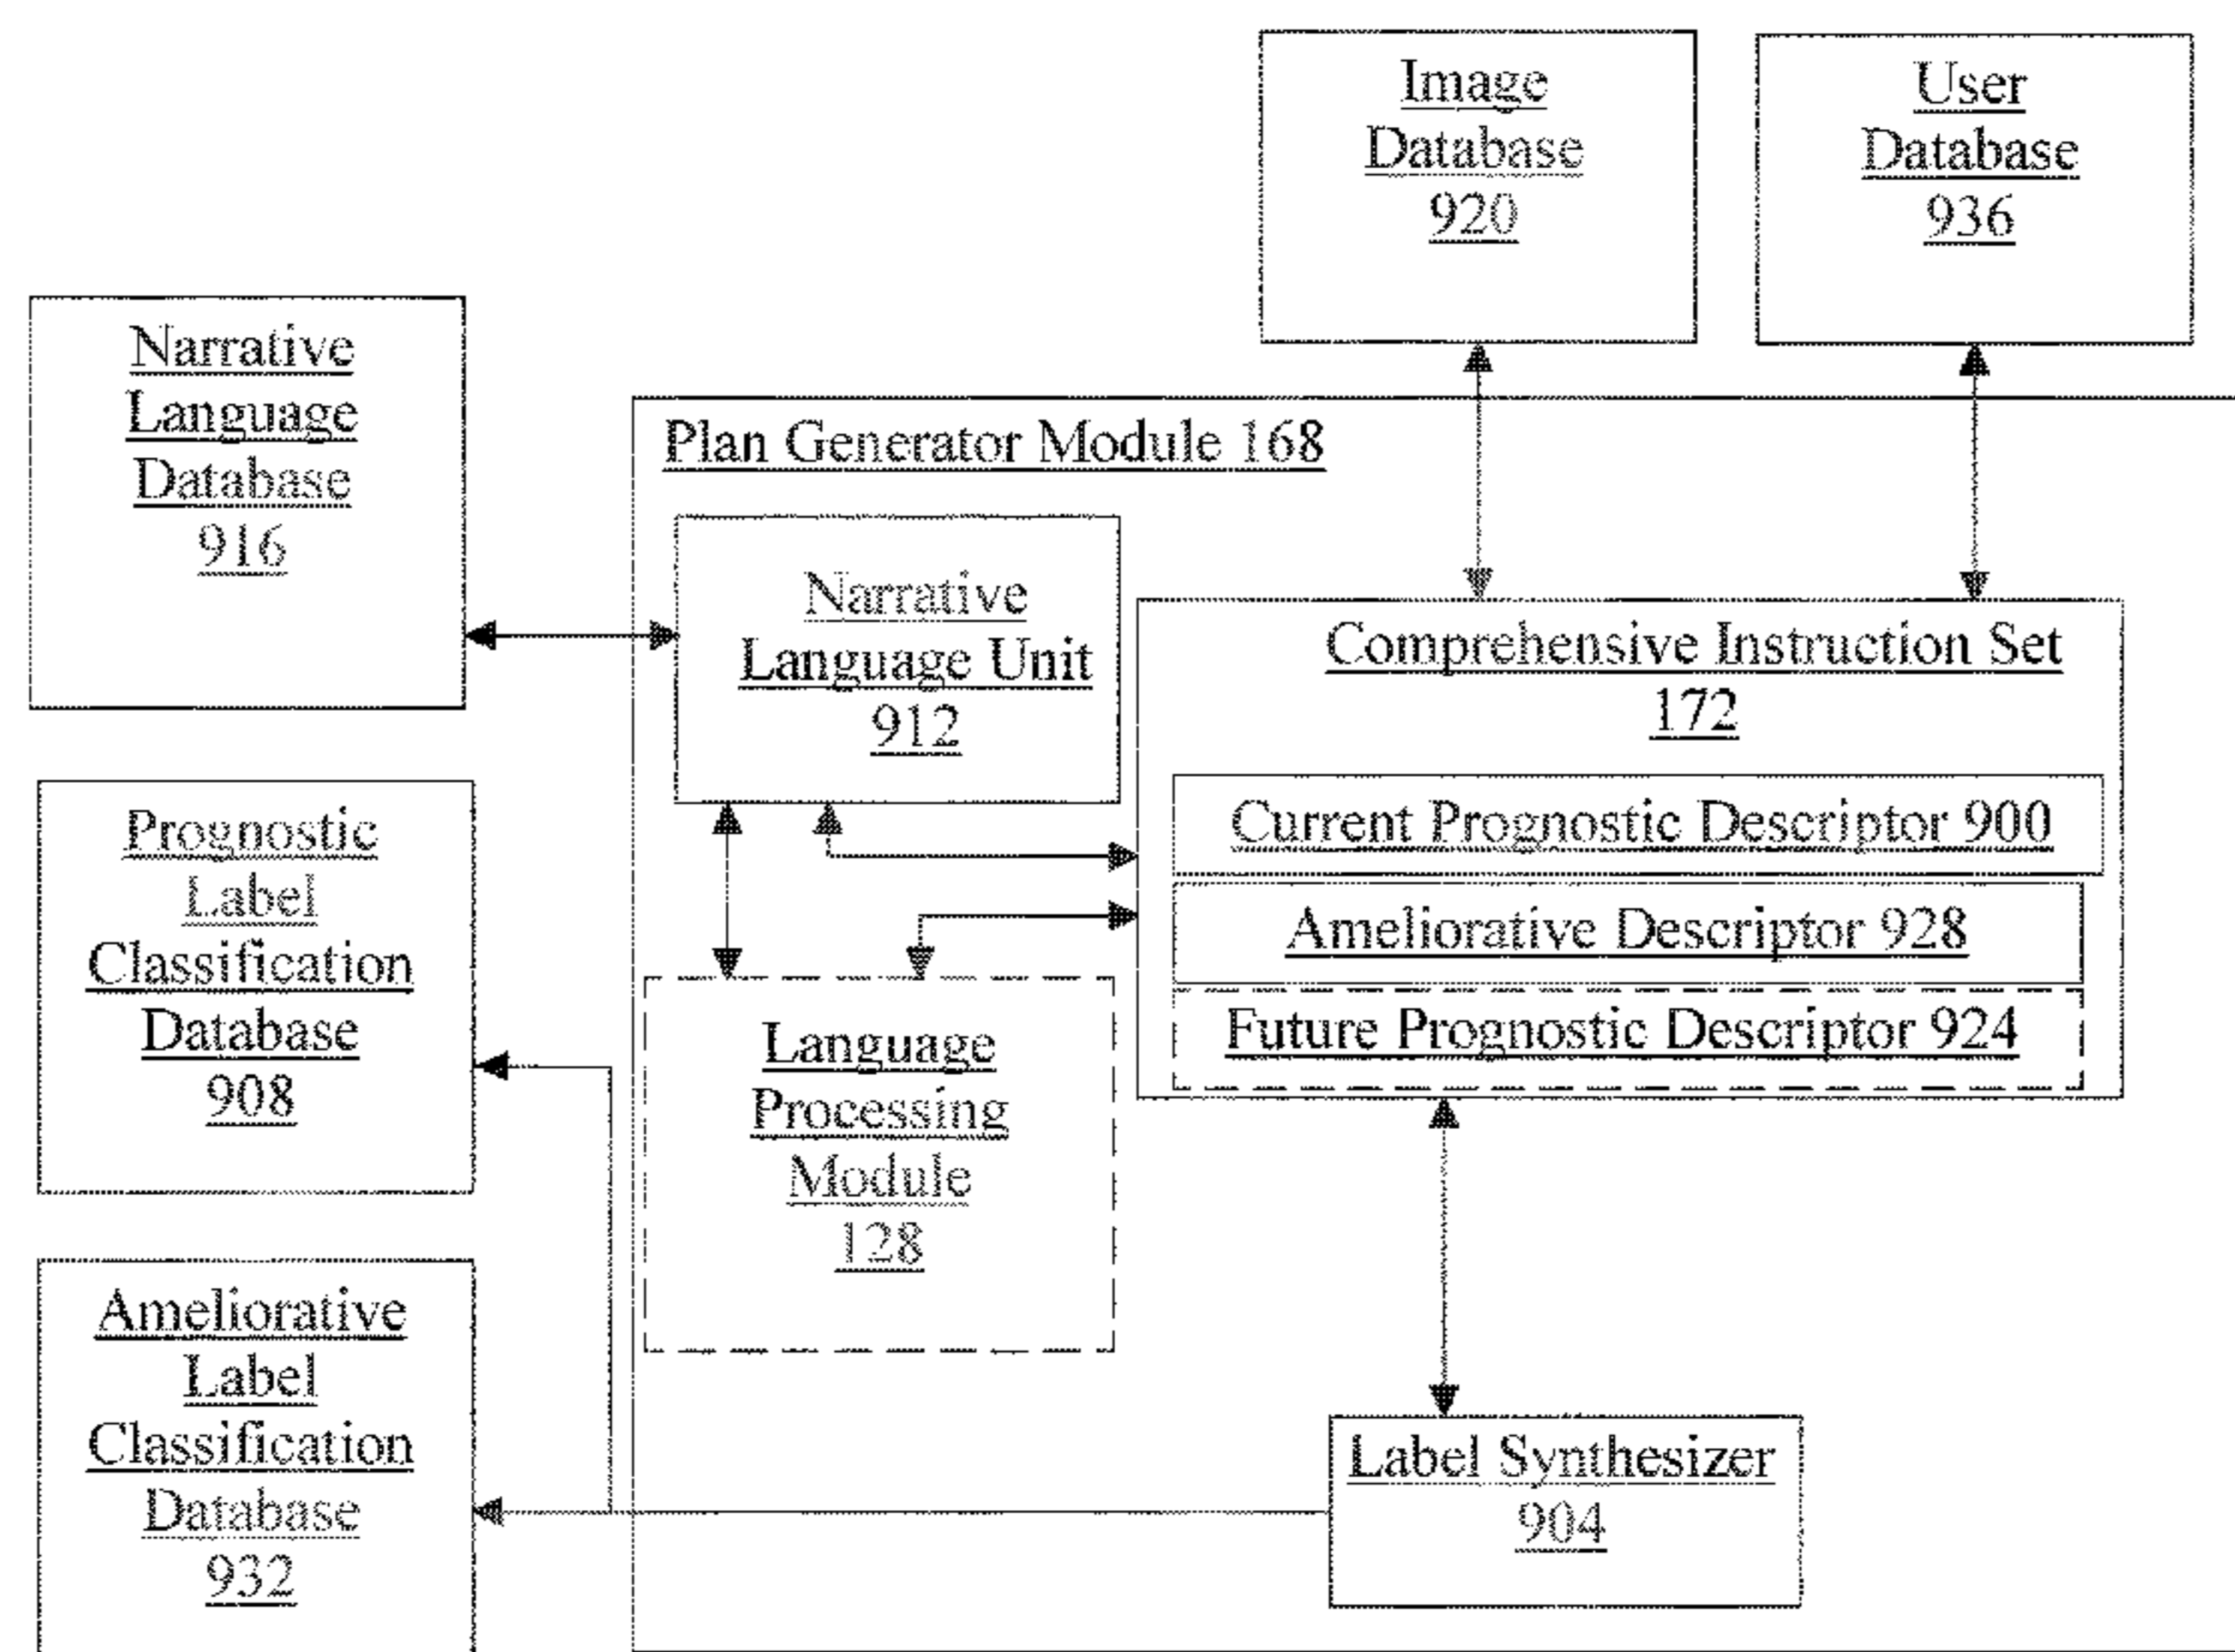 Image
Database
920
User
Database
936
Narrative
Language
Database
916
Plan Generator Module 168
Narrative
Language Unit
912
Comprehensive Instruction Set
172
Current Prognostic Descriptor 900
Ameliorative Descriptor 928
Future Prognostic Descriptor 924
Prognostic
Label
Classification
Database
908
Language
Processing
Module
128
Ameliorative
Label
Classification
Database
932
Label Synthesizer
904